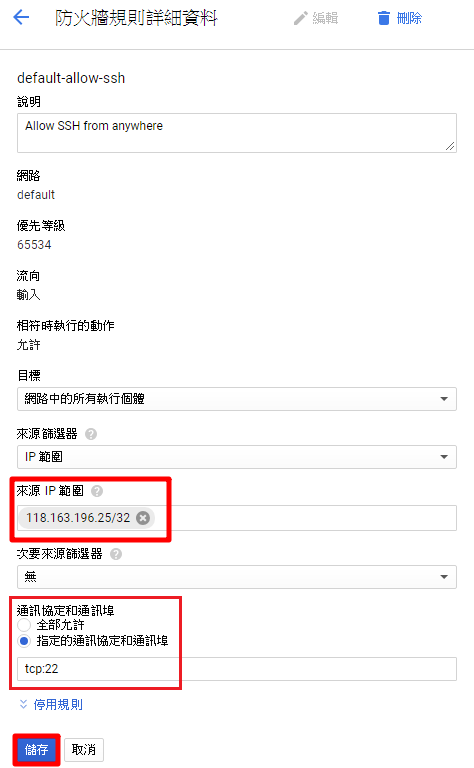 防火牆規則詳細資料 編輯 刪除
default-allow-ssh
說明
Allow SSH from anywhere
網路
default
優先等級
65534
流向
輸入
相符時執行的動作
允許
目標
網路中的所有執行個體
來源篩選器
IP 範圍
來源 IP 範圍
118.163.196.25/32
次要來源篩選器
無
通訊協定和通訊埠
全部允許
指定的通訊協定和通訊埠
tcp:22
停用規則
儲存 取消